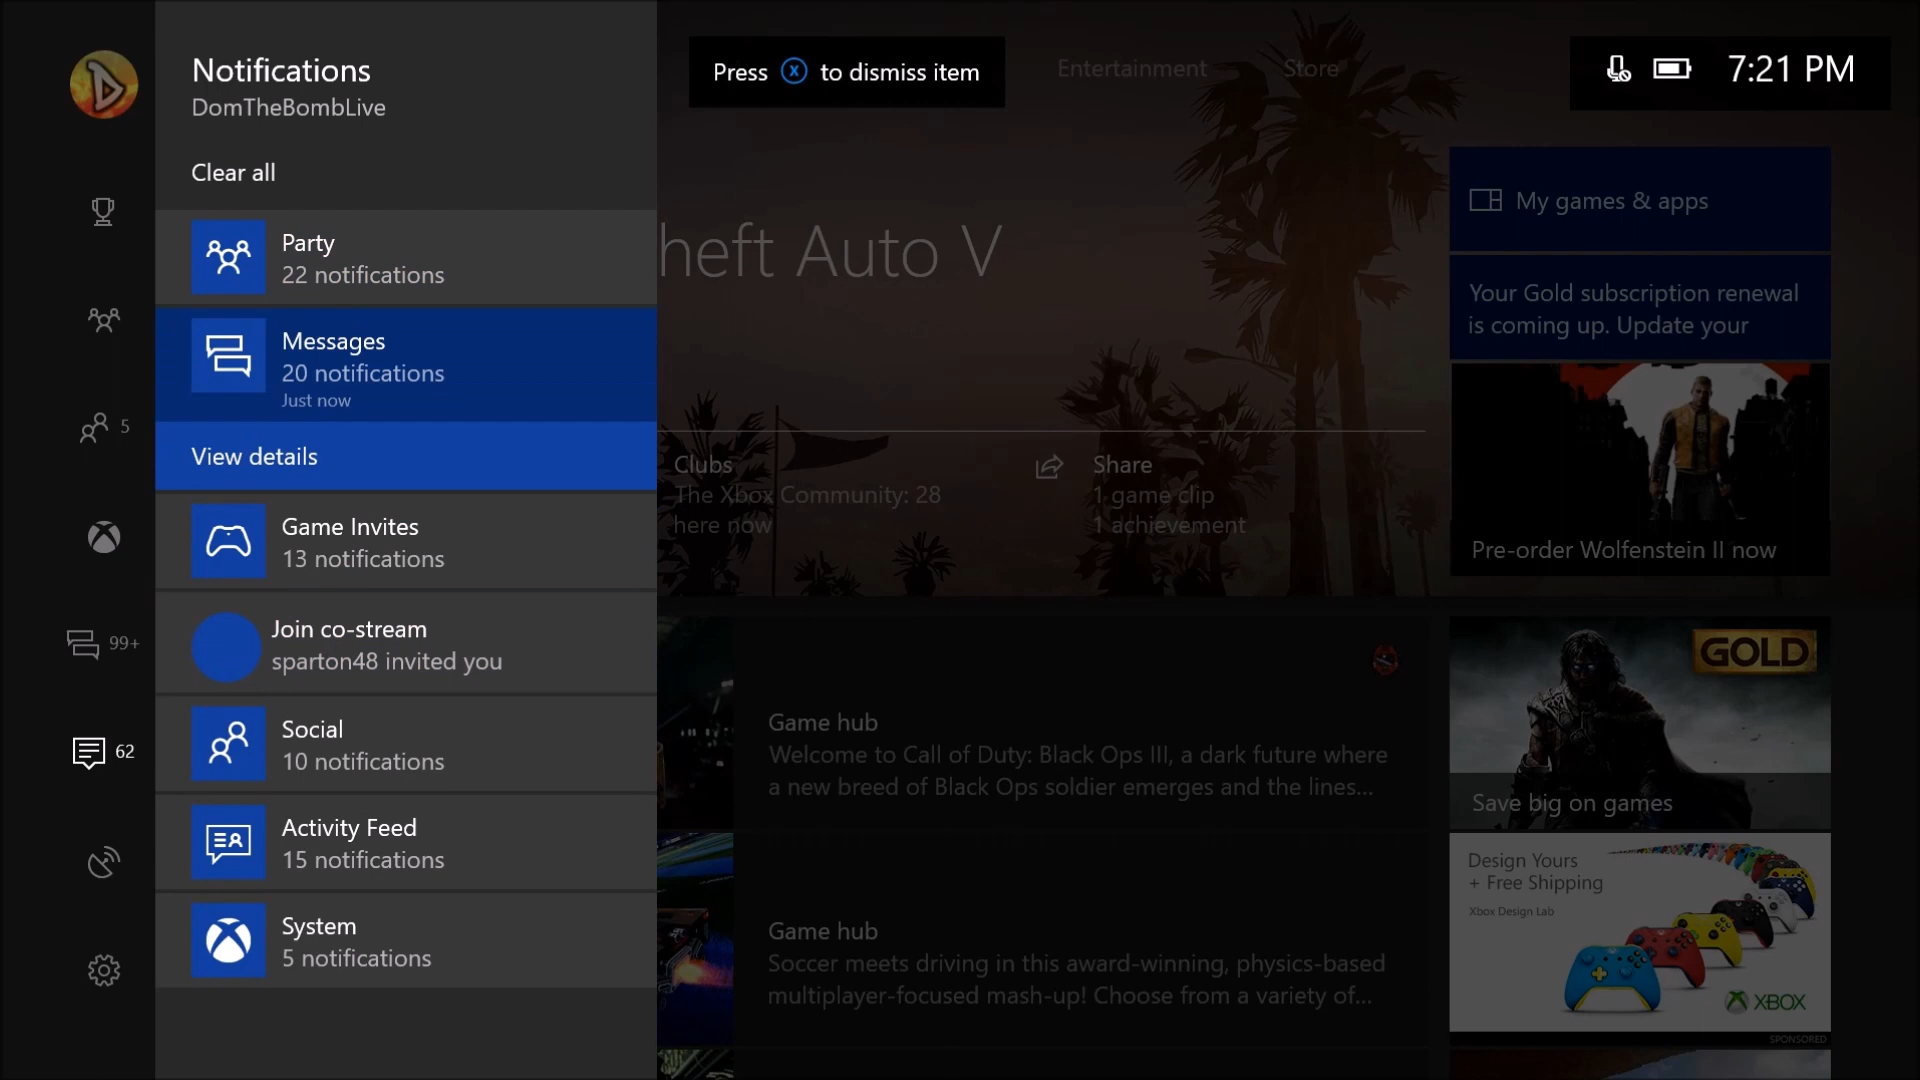 Notifications
DomTheBombLive
Clear all
Party
22 notifications
Messages
20 notifications
Just now
View details
Game Invites
13 notifications
Join co-stream
sparton48 invited you
Social
10 notifications
Activity Feed
15 notifications
System
5 notifications
5
99+
62
Press X to dismiss item
Entertainment
Store
7:21 PM
heft Auto V
Clubs
The Xbox Community: 28
here now
Share
1 game clip
1 achievement
My games & apps
Your Gold subscription renewal
is coming up. Update your
Pre-order Wolfenstein II now
Game hub
Welcome to Call of Duty: Black Ops III, a dark future where
a new breed of Black Ops soldier emerges and the lines...
Game hub
Soccer meets driving in this award-winning, physics-based
multiplayer-focused mash-up! Choose from a variety of...
GOLD
Save big on games
Design Yours
+ Free Shipping
Xbox Design Lab
XBOX
SPONSORED